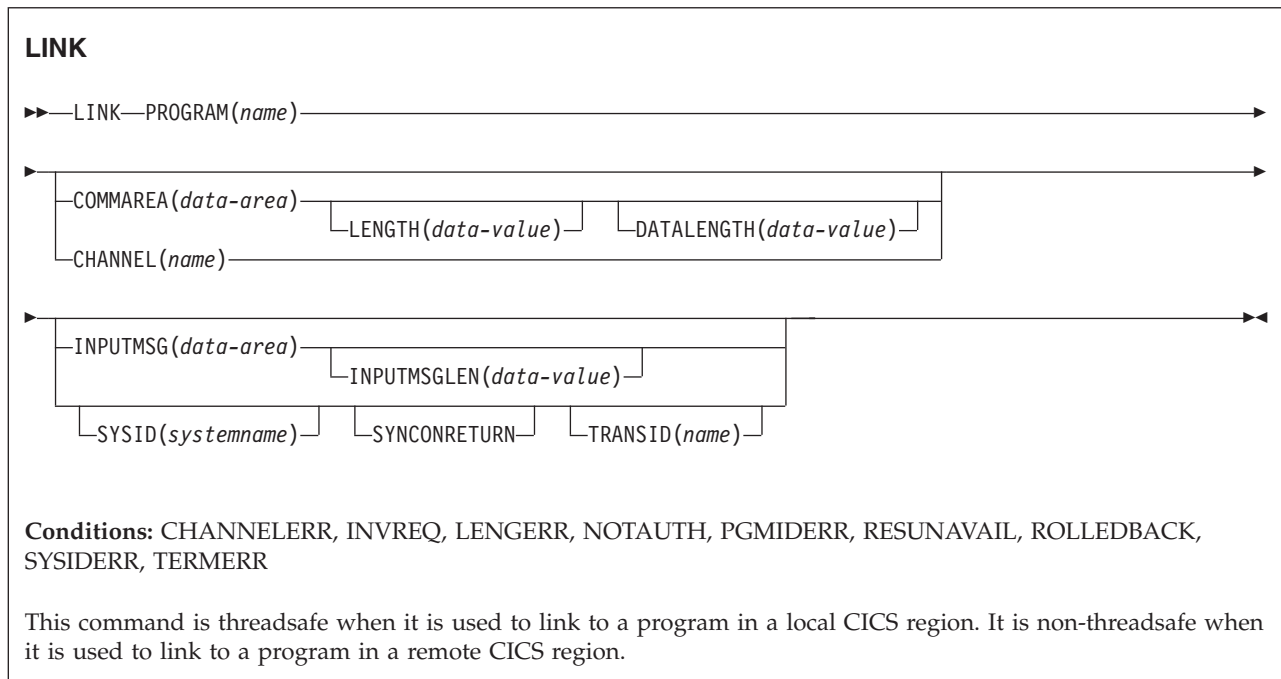 LINK
LINK PROGRAM(name)
COMMAREA(data-area)
LENGTH(data-value) DATALENGTH(data-value)
CHANNEL(name)
INPUTMSG(data-area)
INPUTMSGLEN(data-value)
SYSID(systemname) SYNCONRETURN TRANSID(name)
Conditions: CHANNELERR, INVREQ, LENGERR, NOTAUTH, PGMIDERR, RESUNAVAIL, ROLLEDBACK,
SYSIDERR, TERMERR
This command is threadsafe when it is used to link to a program in a local CICS region. It is non-threadsafe when
it is used to link to a program in a remote CICS region.